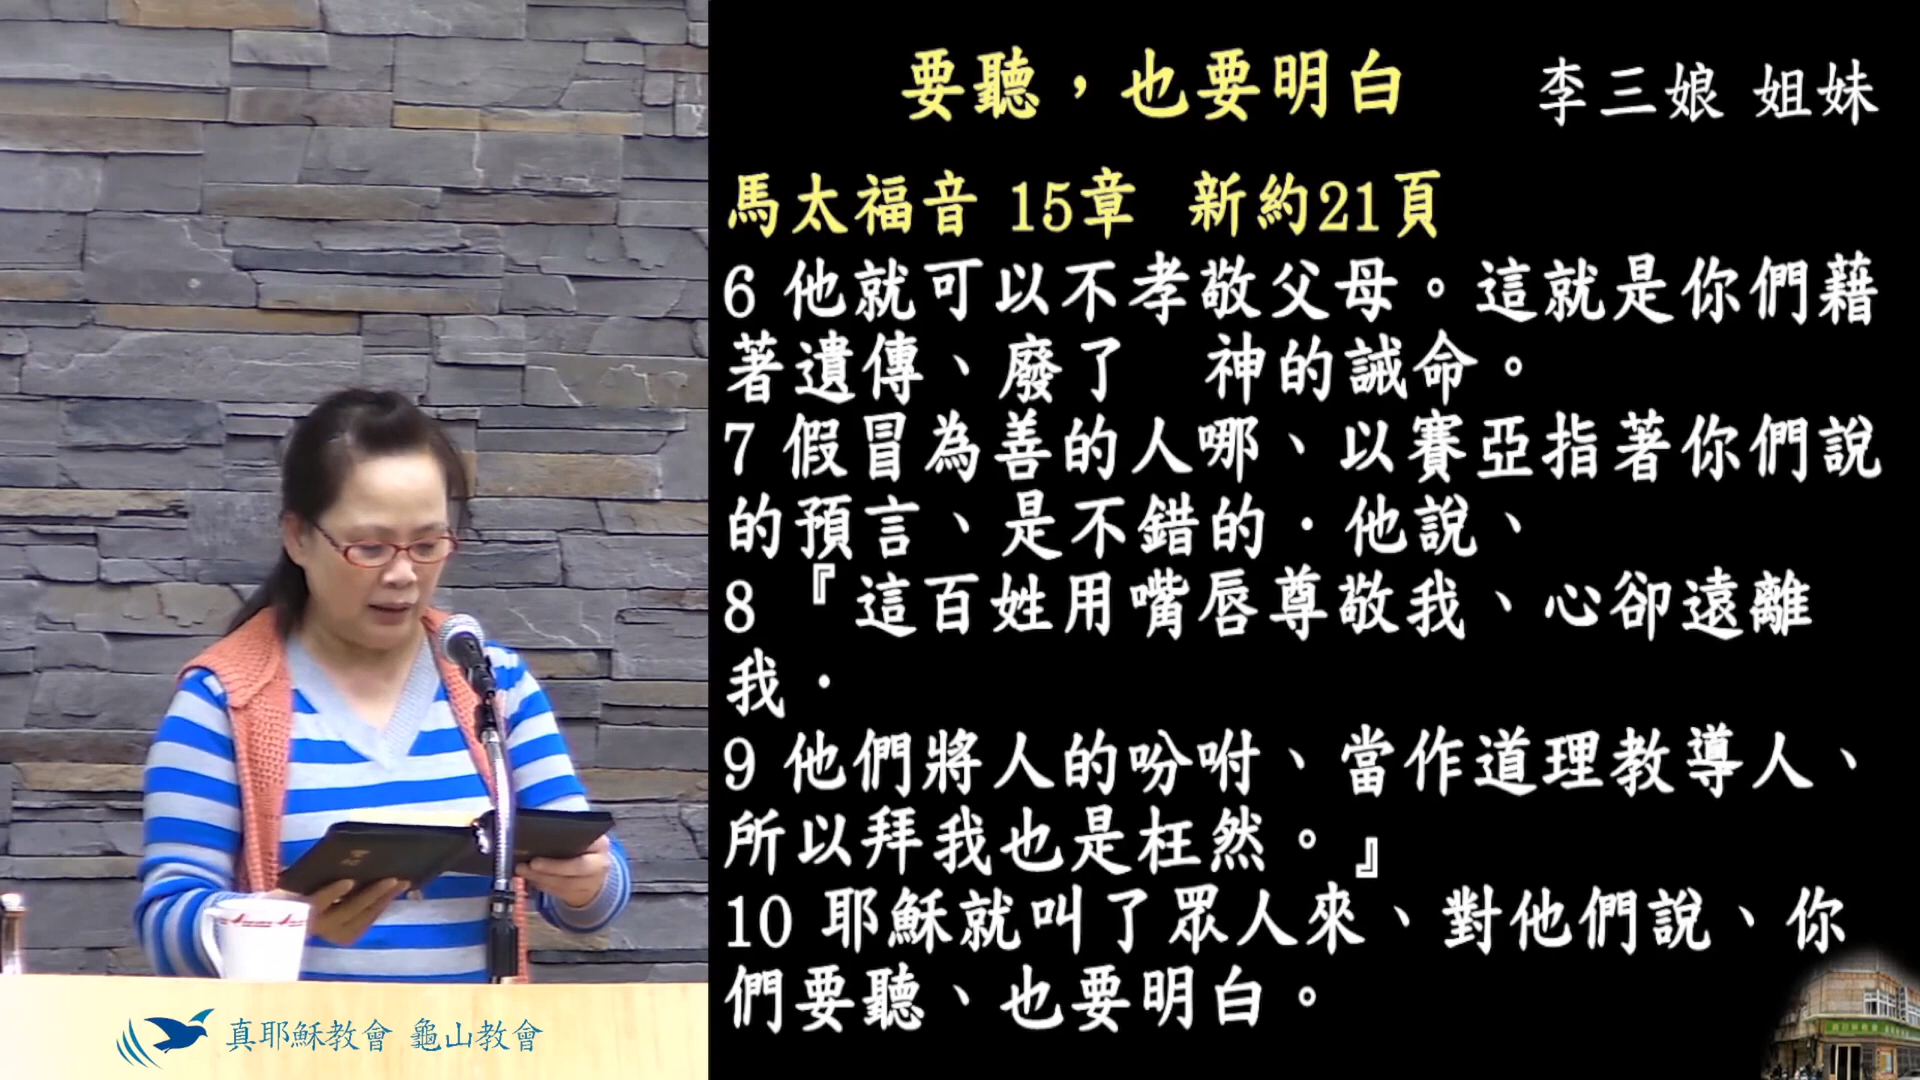 要聽，也要明白 李三娘 姐妹
馬太福音 15章 新約21頁
6 他就可以不孝敬父母。這就是你們藉
著遺傳、廢了　神的誡命。
7 假冒為善的人哪、以賽亞指著你們說
的預言、是不錯的．他說、
8 『這百姓用嘴唇尊敬我、心卻遠離
我．
9 他們將人的吩咐、當作道理教導人、
所以拜我也是枉然。』
10 耶穌就叫了眾人來、對他們說、你
們要聽、也要明白。
真耶穌教會 龜山教會